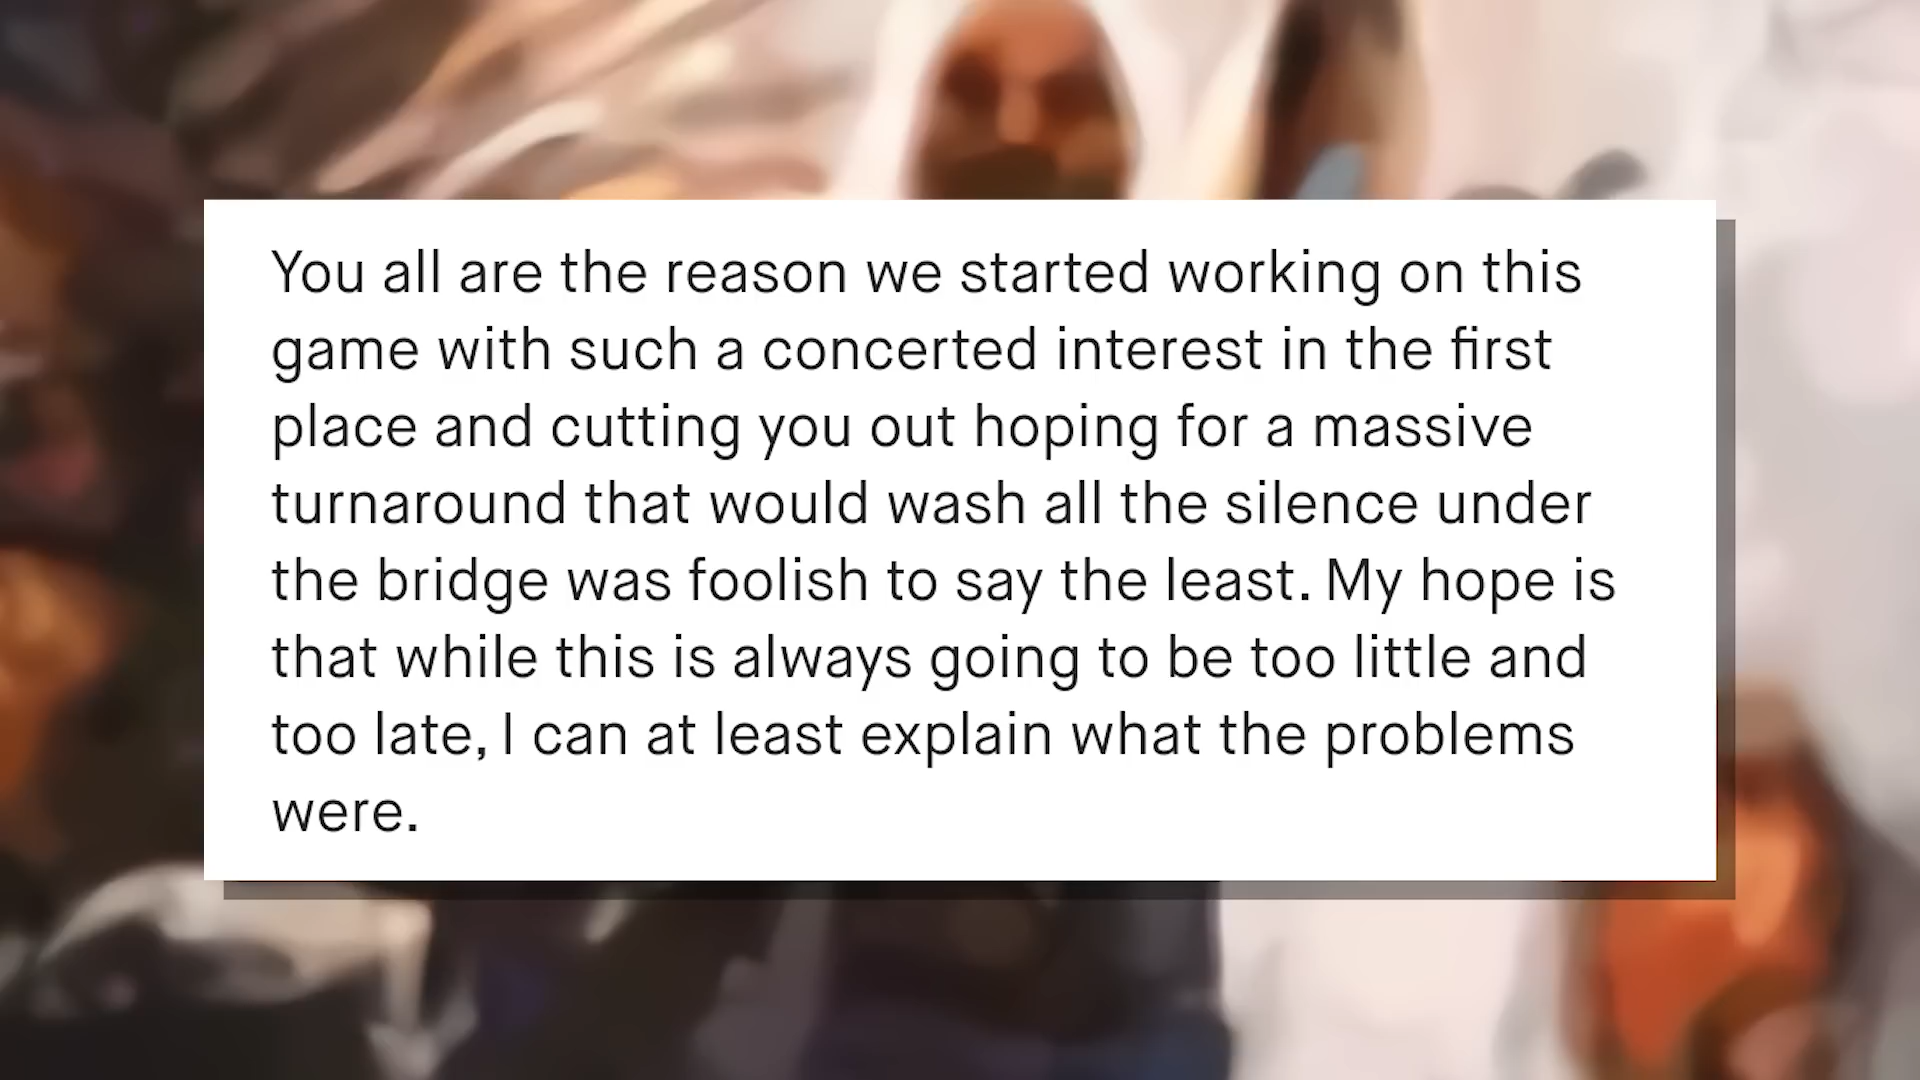 You all are the reason we started working on this
game with such a concerted interest in the first
place and cutting you out hoping for a massive
turnaround that would wash all the silence under
the bridge was foolish to say the least. My hope is
that while this is always going to be too little and
too late, I can at least explain what the problems
were.